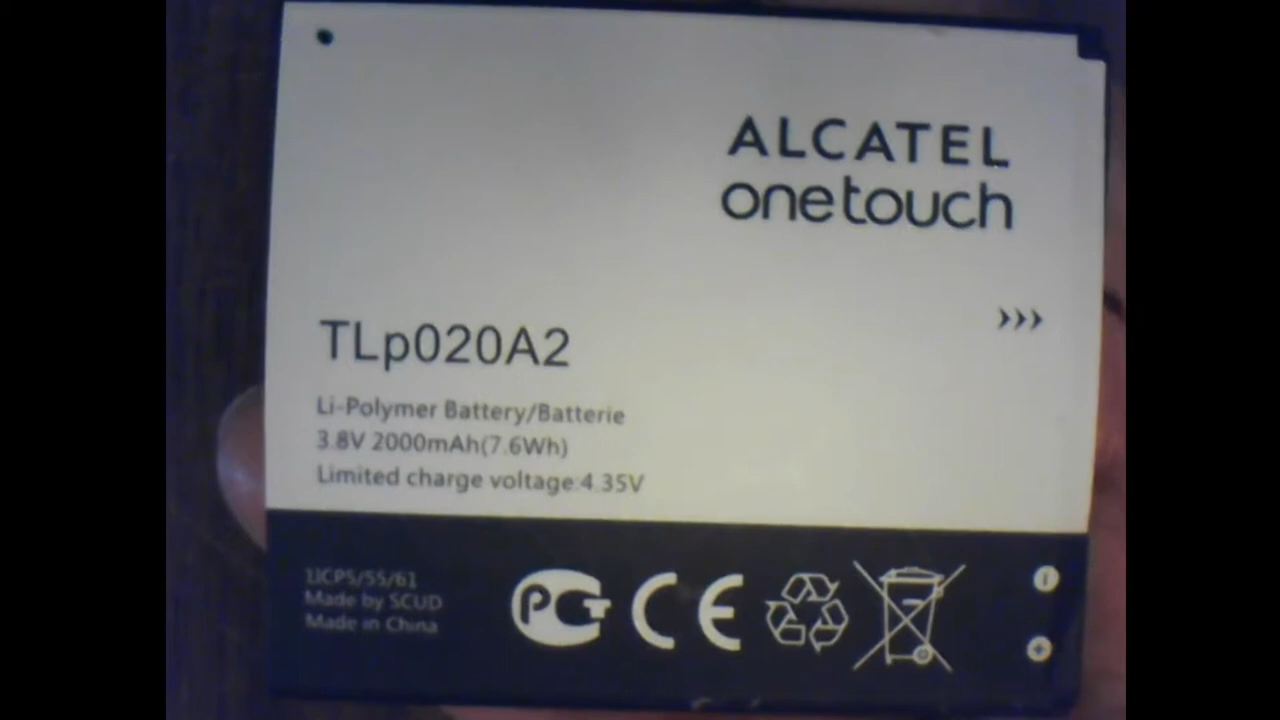 ALCATEL
onetouch
›››
TLp020A2
Li-Polymer Battery/Batterie
3.8V 2000mAh(7.6Wh)
Limited charge voltage:4.35V
1ICP5/55/61
Made by SCUD
Made in China
PCT CE